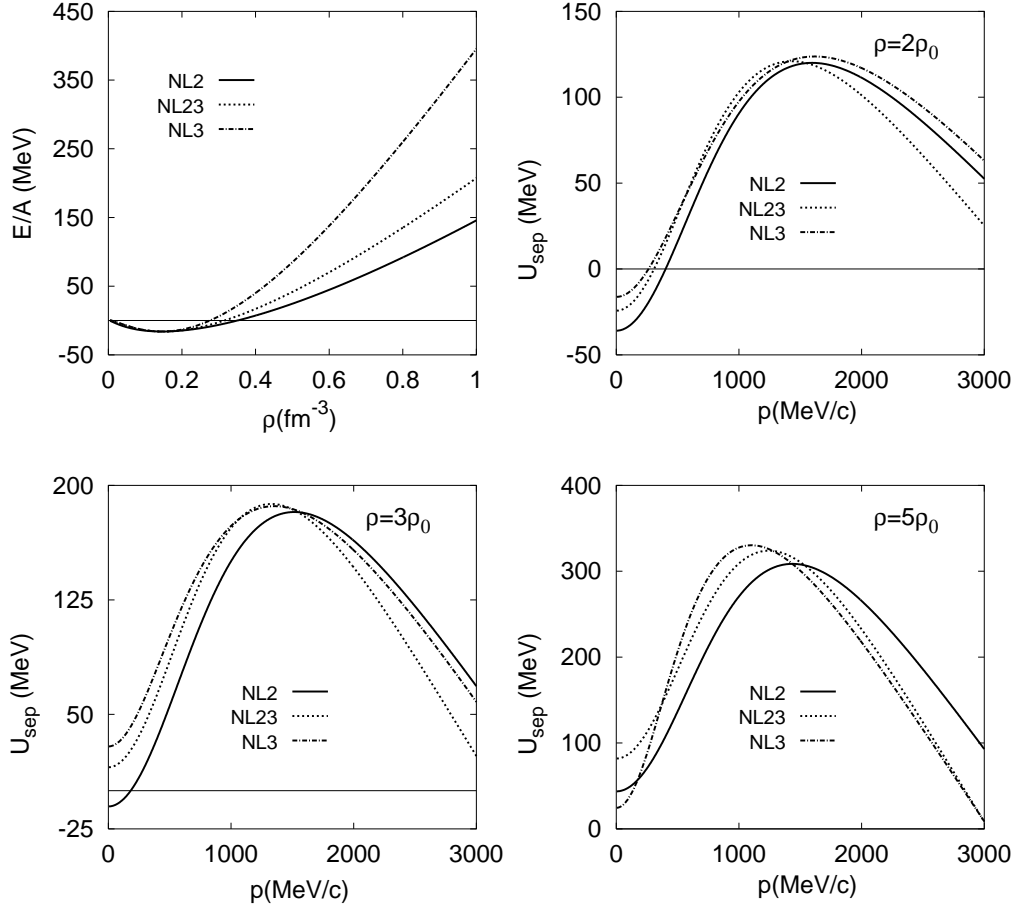 450
350
250
150
50
-50
E/A (MeV)
NL2
NL23
NL3
0 0.2 0.4 0.6 0.8 1
ρ(fm⁻³)
150
100
50
0
-50
U_sep (MeV)
ρ=2ρ₀
NL2
NL23
NL3
0 1000 2000 3000
p(MeV/c)
200
125
50
-25
U_sep (MeV)
ρ=3ρ₀
NL2
NL23
NL3
0 1000 2000 3000
p(MeV/c)
400
300
200
100
0
U_sep (MeV)
ρ=5ρ₀
NL2
NL23
NL3
0 1000 2000 3000
p(MeV/c)